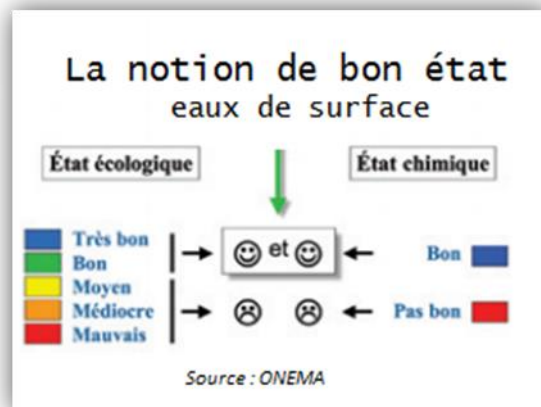 La notion de bon état
eaux de surface
État écologique
État chimique
Très bon
Bon
Moyen
Médiocre
Mauvais
et
Bon
Pas bon
Source : ONEMA